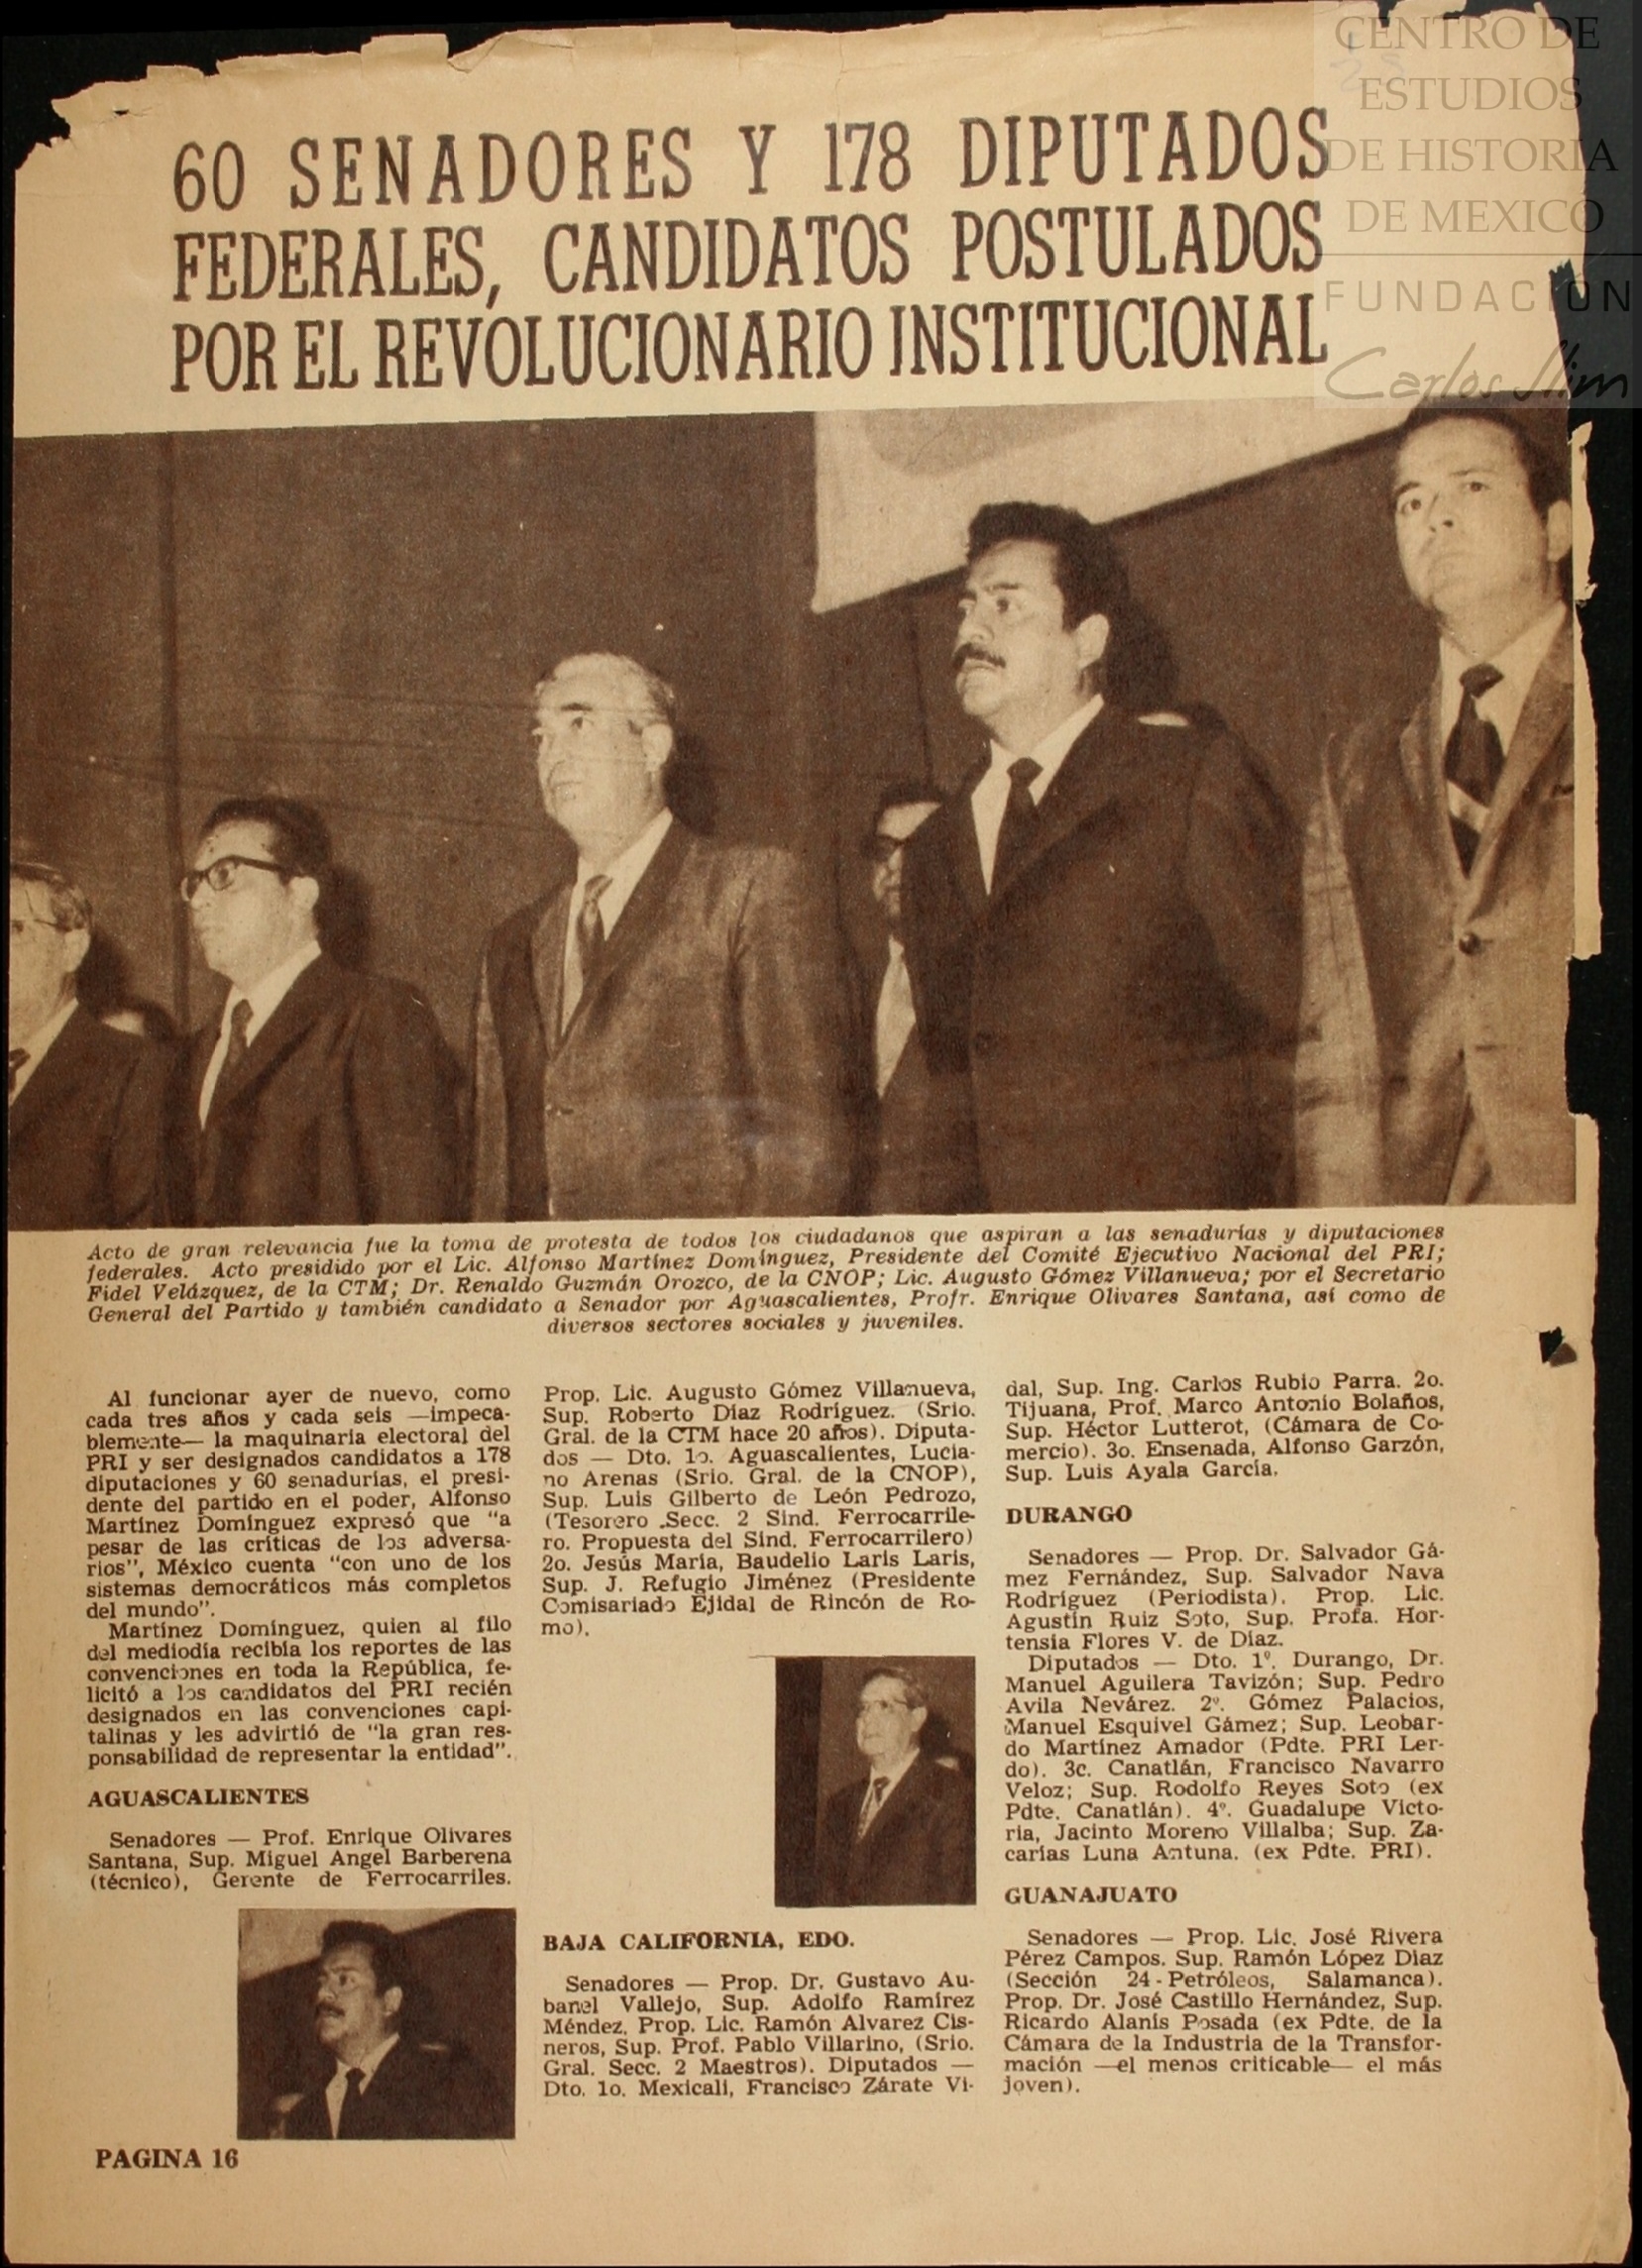 CENTRO DE
ESTUDIOS
DE HISTORIA
DE MEXICO
FUNDACIÓN
Carlos Slim
60 SENADORES Y 178 DIPUTADOS
FEDERALES, CANDIDATOS POSTULADOS
POR EL REVOLUCIONARIO INSTITUCIONAL
Acto de gran relevancia fue la toma de protesta de todos los ciudadanos que aspiran a las senadurías y diputaciones
federales. Acto presidido por el Lic. Alfonso Martínez Domínguez, Presidente del Comité Ejecutivo Nacional del PRI;
Fidel Velázquez, de la CTM; Dr. Renaldo Guzmán Orozco, de la CNOP; Lic. Augusto Gómez Villanueva; por el Secretario
General del Partido y también candidato a Senador por Aguascalientes, Profr. Enrique Olivares Santana, así como de
diversos sectores sociales y juveniles.
Al funcionar ayer de nuevo, como
cada tres años y cada seis —impeca-
blemente— la maquinaria electoral del
PRI y ser designados candidatos a 178
diputaciones y 60 senadurías, el presi-
dente del partido en el poder, Alfonso
Martínez Domínguez expresó que "a
pesar de las críticas de los adversa-
rios", México cuenta "con uno de los
sistemas democráticos más completos
del mundo".
Martínez Domínguez, quien al filo
del mediodía recibía los reportes de las
convenciones en toda la República, fe-
licitó a los candidatos del PRI recién
designados en las convenciones capi-
talinas y les advirtió de "la gran res-
ponsabilidad de representar la entidad".
AGUASCALIENTES
Senadores — Prof. Enrique Olivares
Santana, Sup. Miguel Angel Barberena
(técnico), Gerente de Ferrocarriles.
Prop. Lic. Augusto Gómez Villanueva,
Sup. Roberto Díaz Rodríguez. (Srio.
Gral. de la CTM hace 20 años). Diputa-
dos — Dto. 1o. Aguascalientes, Lucia-
no Arenas (Srio. Gral. de la CNOP),
Sup. Luis Gilberto de León Pedrozo,
(Tesorero Secc. 2 Sind. Ferrocarrile-
ro. Propuesta del Sind. Ferrocarrilero)
2o. Jesús María, Baudelio Laris Laris,
Sup. J. Refugio Jiménez (Presidente
Comisariado Ejidal de Rincón de Ro-
mo).
BAJA CALIFORNIA, EDO.
Senadores — Prop. Dr. Gustavo Au-
banel Vallejo, Sup. Adolfo Ramírez
Méndez. Prop. Lic. Ramón Alvarez Cis-
neros, Sup. Prof. Pablo Villarino, (Srio.
Gral. Secc. 2 Maestros). Diputados —
Dto. 1o. Mexicali, Francisco Zárate Vi-
dal, Sup. Ing. Carlos Rubio Parra. 2o.
Tijuana, Prof. Marco Antonio Bolaños,
Sup. Héctor Lutterot, (Cámara de Co-
mercio). 3o. Ensenada, Alfonso Garzón,
Sup. Luis Ayala García.
DURANGO
Senadores — Prop. Dr. Salvador Gá-
mez Fernández, Sup. Salvador Nava
Rodríguez (Periodista). Prop. Lic.
Agustín Ruiz Soto, Sup. Profa. Hor-
tensia Flores V. de Díaz.
Diputados — Dto. 1º. Durango, Dr.
Manuel Aguilera Tavizón; Sup. Pedro
Avila Nevárez. 2º. Gómez Palacios,
Manuel Esquivel Gámez; Sup. Leobar-
do Martínez Amador (Pdte. PRI Ler-
do). 3c. Canatlán, Francisco Navarro
Veloz; Sup. Rodolfo Reyes Soto (ex
Pdte. Canatlán). 4º. Guadalupe Victo-
ria, Jacinto Moreno Villalba; Sup. Za-
carías Luna Antuna. (ex Pdte. PRI).
GUANAJUATO
Senadores — Prop. Lic. José Rivera
Pérez Campos. Sup. Ramón López Díaz
(Sección 24 - Petróleos, Salamanca).
Prop. Dr. José Castillo Hernández, Sup.
Ricardo Alanís Posada (ex Pdte. de la
Cámara de la Industria de la Transfor-
mación —el menos criticable— el más
joven).
PAGINA 16